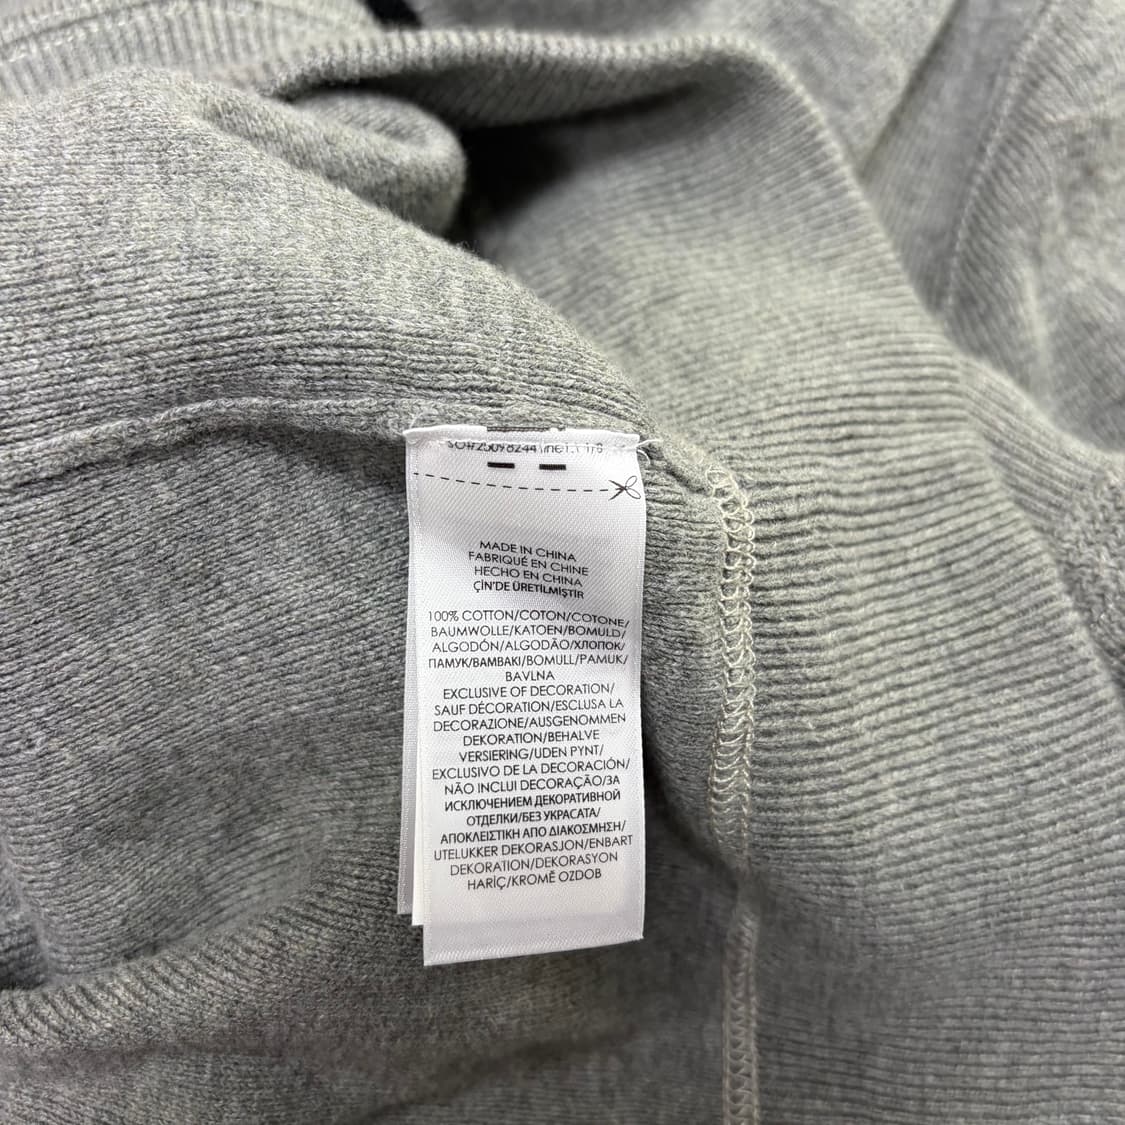 MADE IN CHINA
FABRIQUÉ EN CHINE
HECHO EN CHINA
ÇİN'DE ÜRETİLMİŞTİR
100% COTTON/COTON/COTONE/
BAUMWOLLE/KATOEN/BOMULD/
ALGODÓN/ALGODÃO/ХЛОПОК/
ПАМУК/ΒΑΜΒΑΚΙ/BOMULL/PAMUK/
BAVLNA
EXCLUSIVE OF DECORATION/
SAUF DÉCORATION/ESCLUSA LA
DECORAZIONE/AUSGENOMMEN
DEKORATION/BEHALVE
VERSIERING/UDEN PYNT/
EXCLUSIVO DE LA DECORACIÓN/
NÃO INCLUI DECORAÇÃO/ЗА
ИСКЛЮЧЕНИЕМ ДЕКОРАТИВНОЙ
ОТДЕЛКИ/БЕЗ УКРАСАТА/
ΑΠΟΚΛΕΙΣΤΙΚΗ ΑΠΟ ΔΙΑΚΟΣΜΗΣΗ/
UTELUKKER DEKORASJON/ENBART
DEKORATION/DEKORASYON
HARİÇ/KROMĚ OZDOB